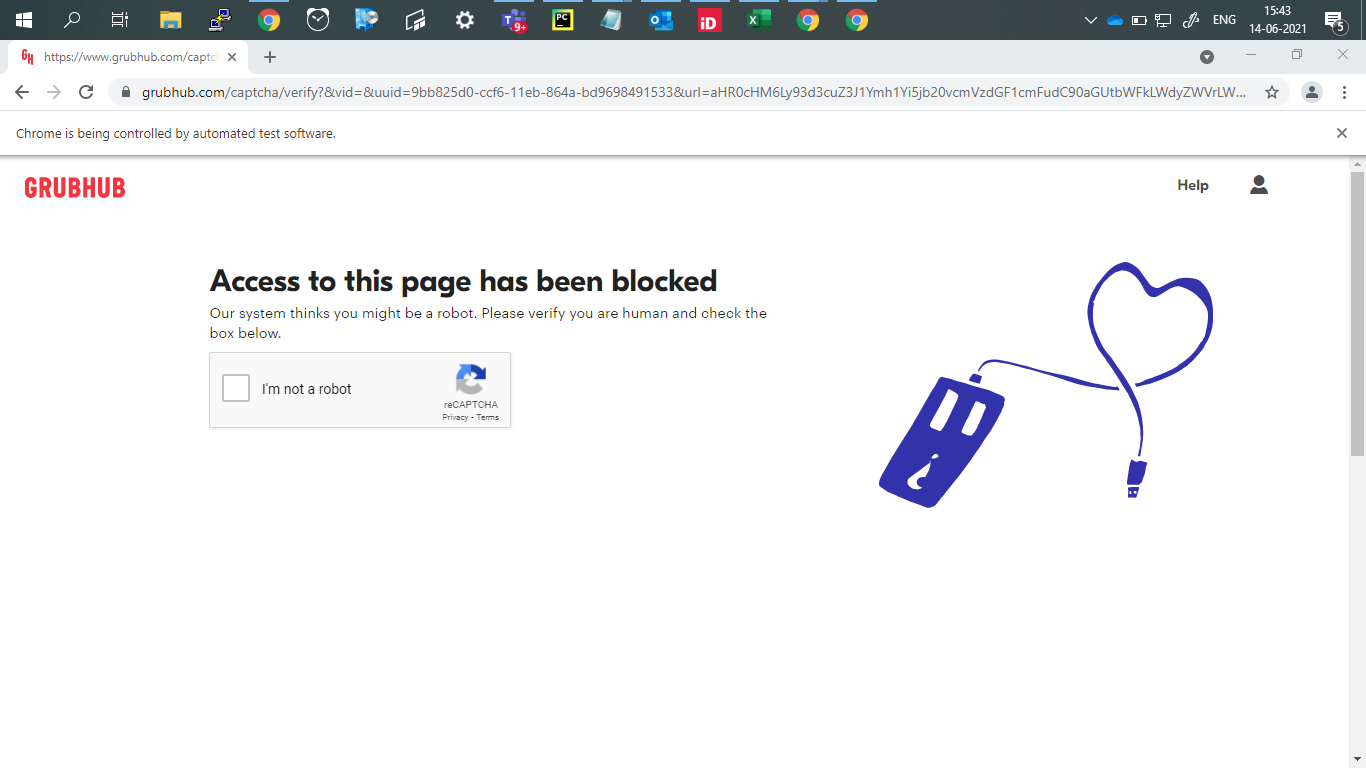 9+
PC
iD
ENG
15:43
14-06-2021
5
GH
https://www.grubhub.com/captc
grubhub.com/captcha/verify?&vid=&uuid=9bb825d0-ccf6-11eb-864a-bd9698491533&url=aHR0cHM6Ly93d3cuZ3J1Ymh1Yi5jb20vcmVzdGF1cmFudC90aGUtbWFkLWdyZWVrLW...
Chrome is being controlled by automated test software.
GRUBHUB
Help
Access to this page has been blocked
Our system thinks you might be a robot. Please verify you are human and check the
box below.
I'm not a robot
reCAPTCHA
Privacy - Terms